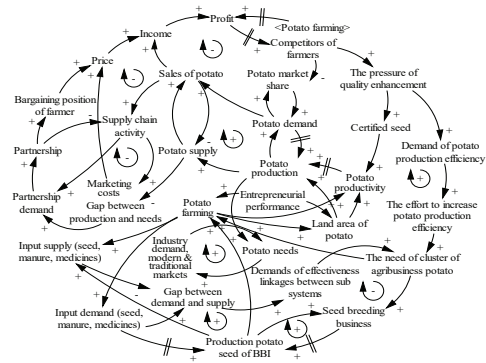 Profit
<Potato farming>
Income
Competitors of
farmers
Price
Sales of potato
Potato market
share
The pressure of
quality enhancement
Bargaining position
of farmer
Supply chain
activity
Potato demand
Certified seed
Partnership
Potato supply
Demand of potato
production efficiency
Potato
production
Marketing
costs
Potato
productivity
Partnership
demand
Gap between
production and needs
Entrepreneurial
performance
The effort to increase
potato production
efficiency
Potato
farming
Land area of
potato
Input supply (seed,
manure, medicines)
Industry
demand,
modern &
traditional
markets
Potato needs
The need of cluster of
agribusiness potato
Demands of effectiveness
linkages between sub
systems
Gap between
demand and supply
Input demand (seed,
manure, medicines)
Seed breeding
business
Production potato
seed of BBI